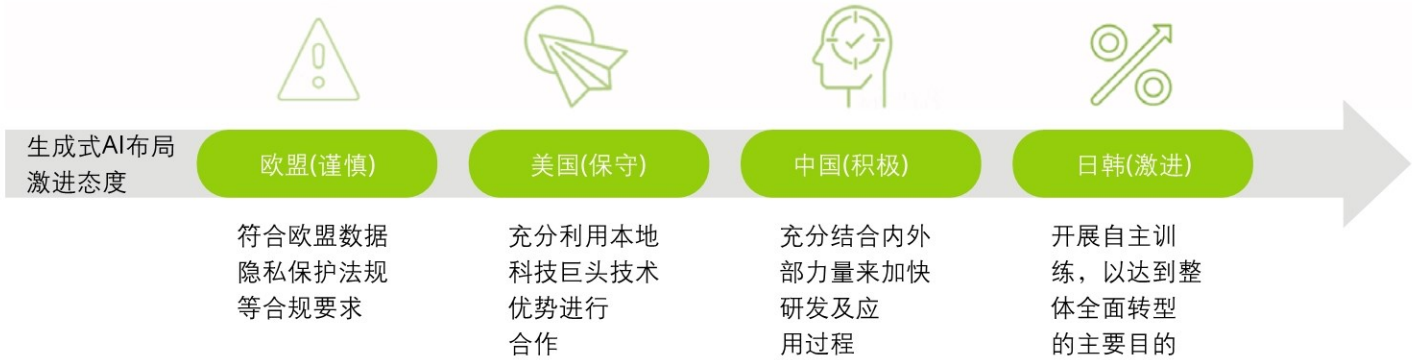 生成式AI布局
激进态度
欧盟(谨慎)
美国(保守)
中国(积极)
日韩(激进)
符合欧盟数据
隐私保护法规
等合规要求
充分利用本地
科技巨头技术
优势进行
合作
充分结合内外
部力量来加快
研发及应
用过程
开展自主训
练，以达到整
体全面转型
的主要目的